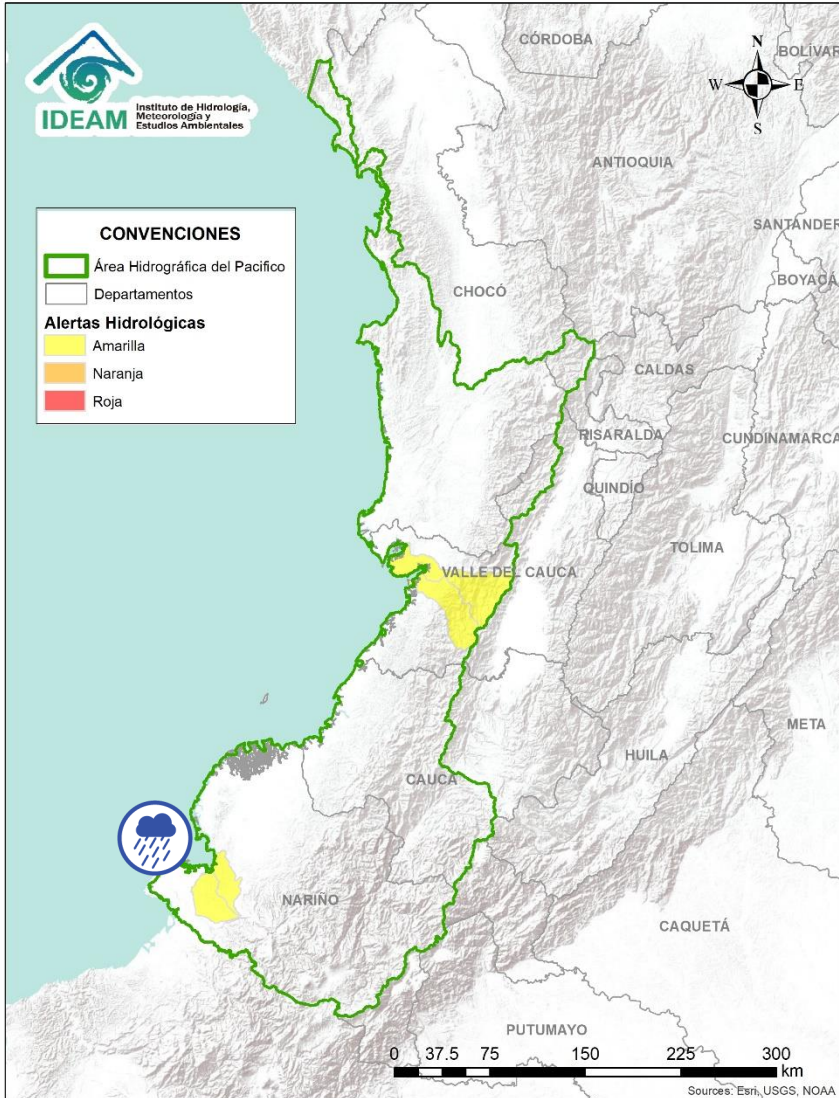 IDEAM
Instituto de Hidrología,
Meteorología y
Estudios Ambientales
N
W
E
S
CÓRDOBA
BOLÍVAR
ANTIOQUIA
SANTANDER
BOYACÁ
CHOCÓ
CALDAS
RISARALDA
CUNDINAMARCA
QUINDÍO
TOLIMA
VALLE DEL CAUCA
META
HUILA
CAUCA
NARIÑO
CAQUETÁ
PUTUMAYO
CONVENCIONES
Área Hidrográfica del Pacifico
Departamentos
Alertas Hidrológicas
Amarilla
Naranja
Roja
0 37.5 75 150 225 300
km
Sources: Esri, USGS, NOAA